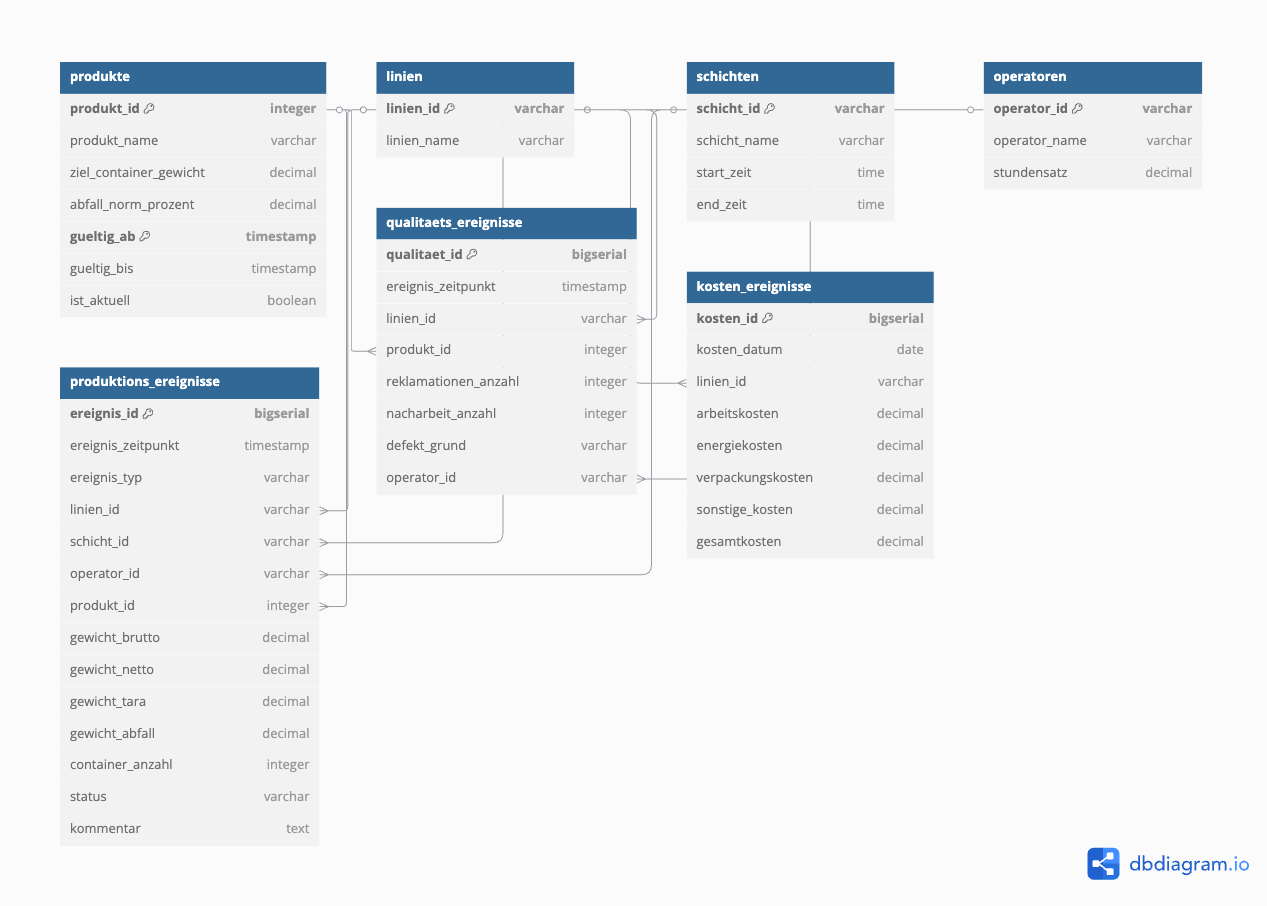 produkte
produkt_id integer
produkt_name varchar
ziel_container_gewicht decimal
abfall_norm_prozent decimal
gueltig_ab timestamp
gueltig_bis timestamp
ist_aktuell boolean
linien
linien_id varchar
linien_name varchar
schichten
schicht_id varchar
schicht_name varchar
start_zeit time
end_zeit time
operatoren
operator_id varchar
operator_name varchar
stundensatz decimal
qualitaets_ereignisse
qualitaet_id bigserial
ereignis_zeitpunkt timestamp
linien_id varchar
produkt_id integer
reklamationen_anzahl integer
nacharbeit_anzahl integer
defekt_grund varchar
operator_id varchar
kosten_ereignisse
kosten_id bigserial
kosten_datum date
linien_id varchar
arbeitskosten decimal
energiekosten decimal
verpackungskosten decimal
sonstige_kosten decimal
gesamtkosten decimal
produktions_ereignisse
ereignis_id bigserial
ereignis_zeitpunkt timestamp
ereignis_typ varchar
linien_id varchar
schicht_id varchar
operator_id varchar
produkt_id integer
gewicht_brutto decimal
gewicht_netto decimal
gewicht_tara decimal
gewicht_abfall decimal
container_anzahl integer
status varchar
kommentar text
dbdiagram.io